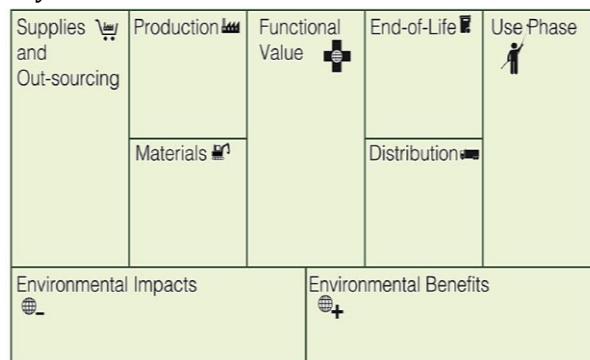 Supplies
and
Out-sourcing
Production
Materials
Functional
Value
End-of-Life
Distribution
Use Phase
Environmental Impacts
Environmental Benefits